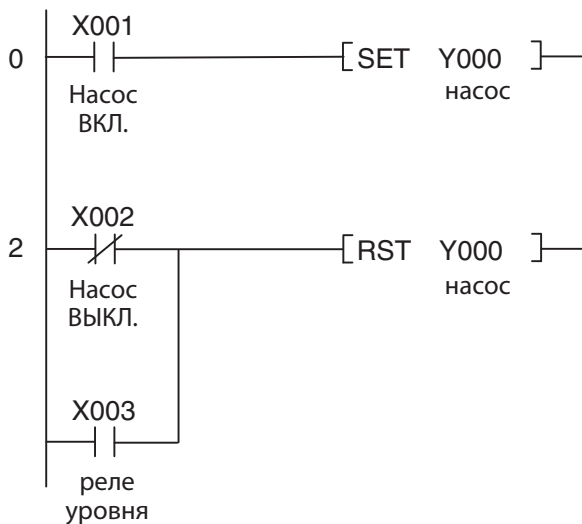 X001
0
[SET Y000]
Насос
ВКЛ.
насос
X002
2
[RST Y000]
Насос
ВЫКЛ.
насос
X003
реле
уровня